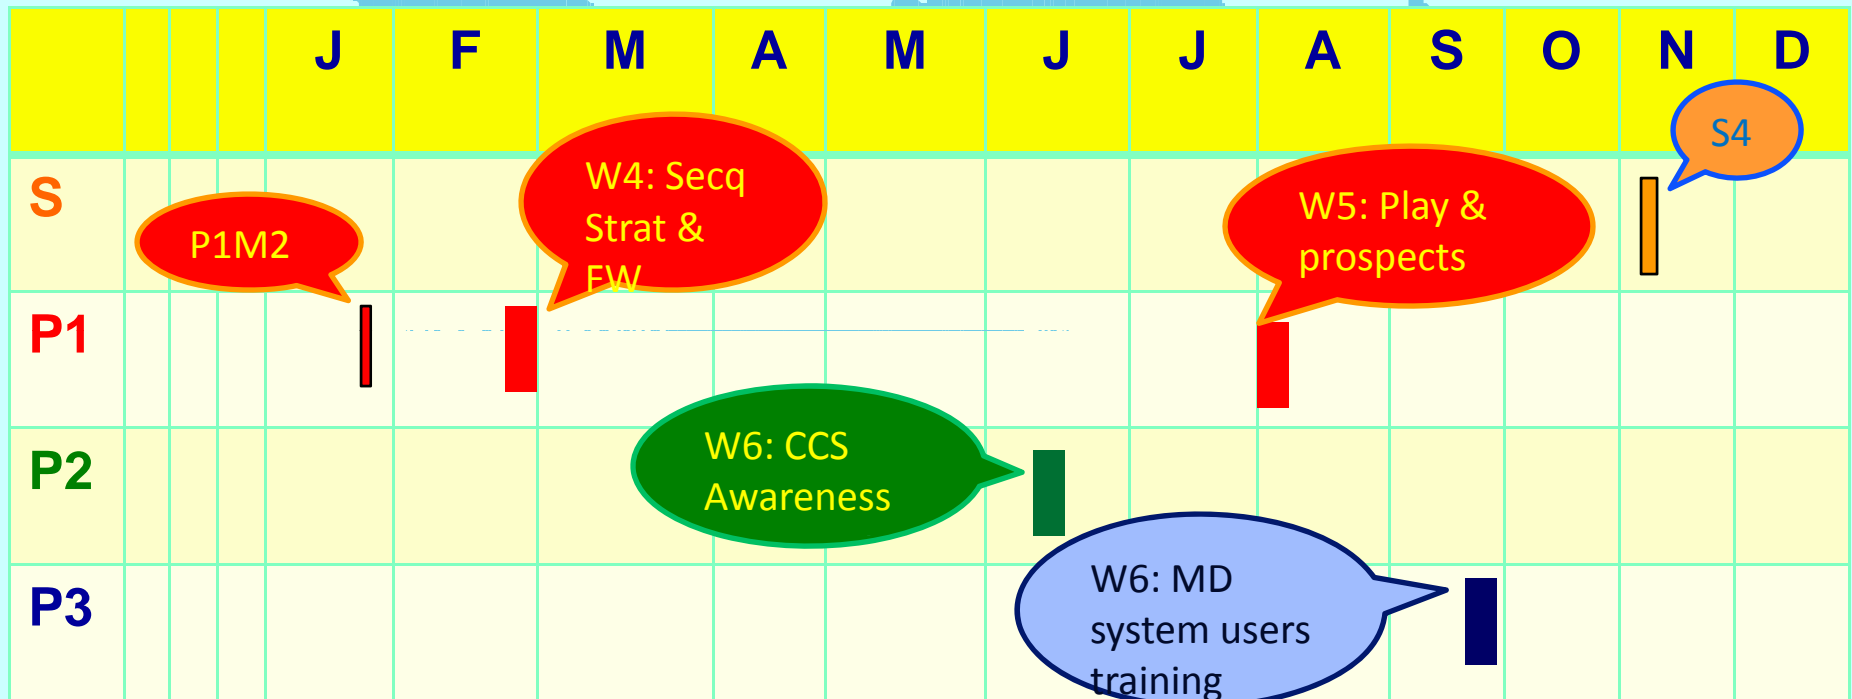 J F M A M J J A S O N D
S4
S
P1M2
W4: Secq
Strat &
FW
W5: Play &
prospects
P1
P2
W6: CCS
Awareness
P3
W6: MD
system users
training